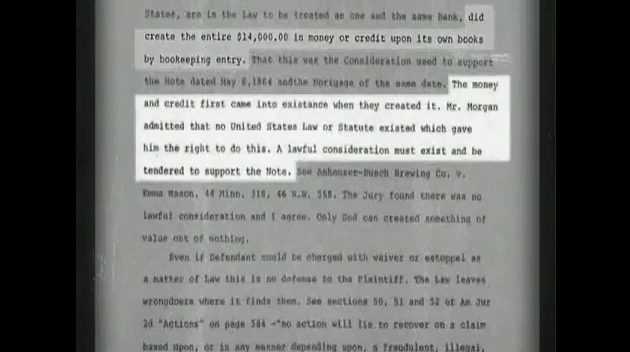 States, are in the Law to be treated as one and the same Bank, did
create the entire $14,000.00 in money or credit upon its own books
by bookeeping entry. That this was the Consideration used to support
the Note dated May 8,1964 andthe Mortgage of the same date. The money
and credit first came into existance when they created it. Mr. Morgan
admitted that no United States Law or Statute existed which gave
him the right to do this. A lawful consideration must exist and be
tendered to support the Note. See Anheuser-Busch Brewing Co. v.
Emma Mason, 44 Minn. 318, 46 N.W. 558. The Jury found there was no
lawful consideration and I agree. Only God can created something of
value out of nothing.
Even if Defendant could be charged with waiver or estoppel as
a matter of Law this is no defense to the Plaintiff. The Law leaves
wrongdoers where it finds them. See sections 50, 51 and 52 of Am Jur
2d "Actions" on page 584 -"no action will lie to recover on a claim
based upon, or in any manner depending upon, a fraudulent, illegal,